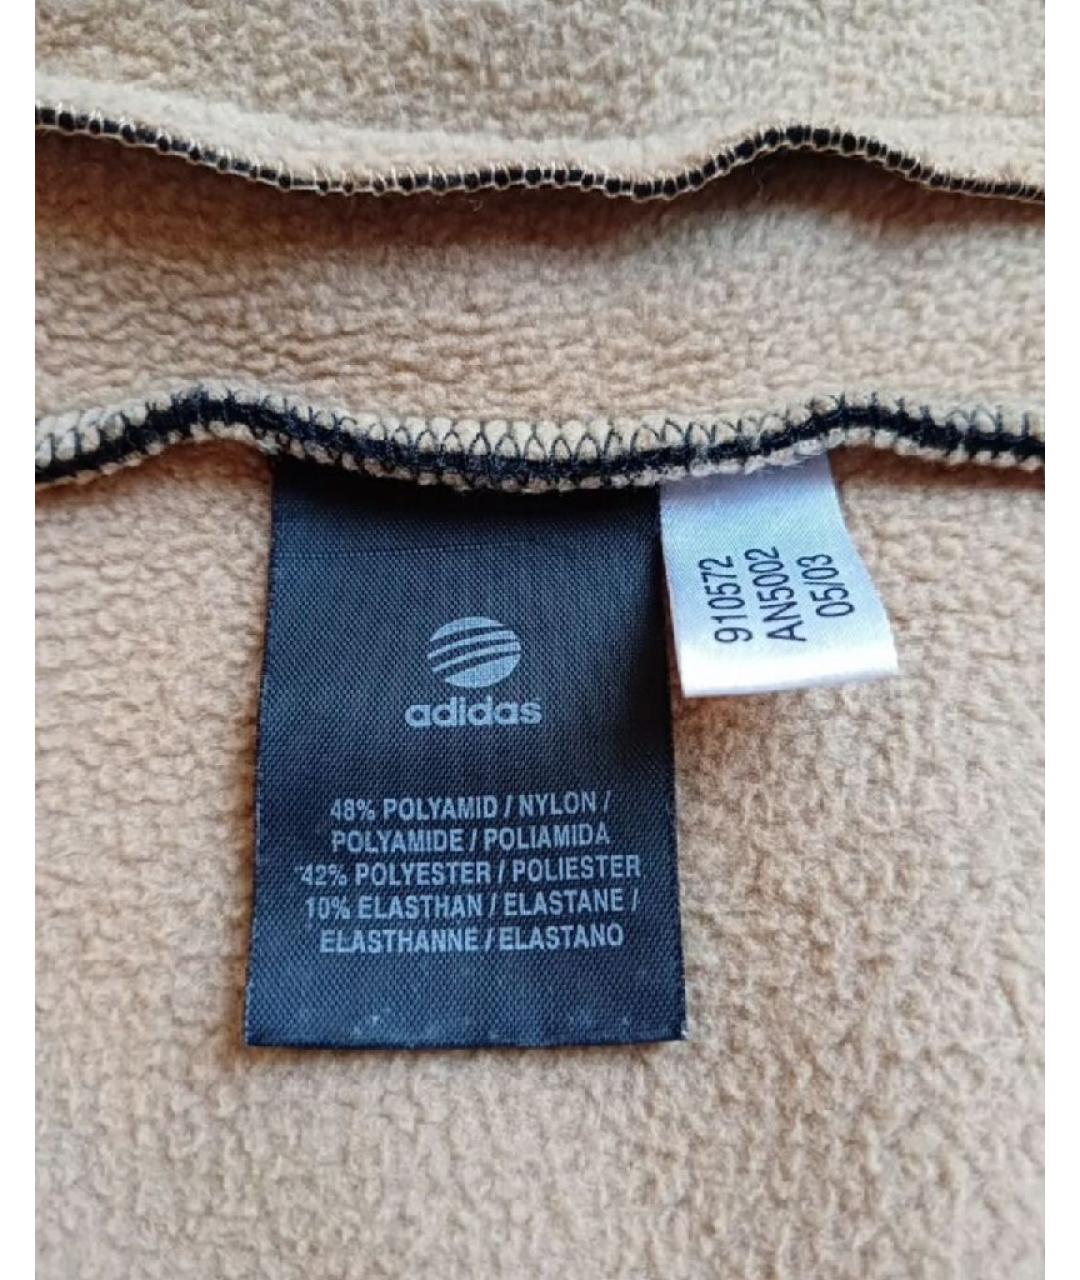 adidas
48% POLYAMID / NYLON /
POLYAMIDE / POLIAMIDA
42% POLYESTER / POLIESTER
10% ELASTHAN / ELASTANE /
ELASTHANNE / ELASTANO
910572
AN5002
05/03